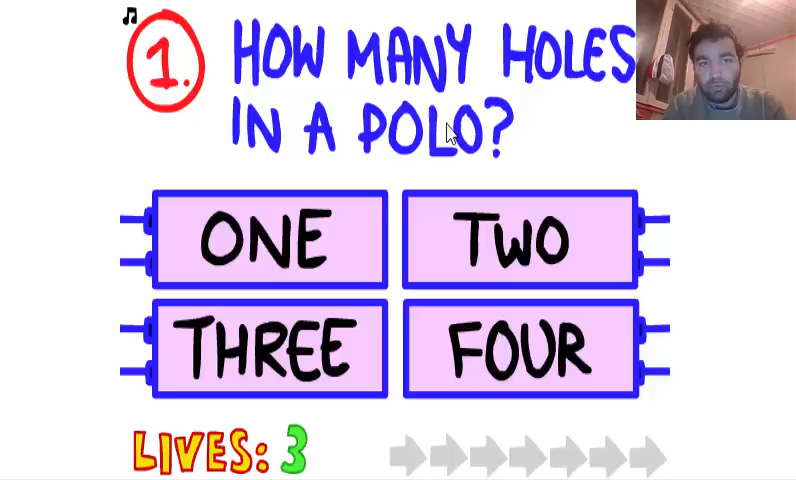 1. HOW MANY HOLES
IN A POLO?
ONE
TWO
THREE
FOUR
LIVES: 3